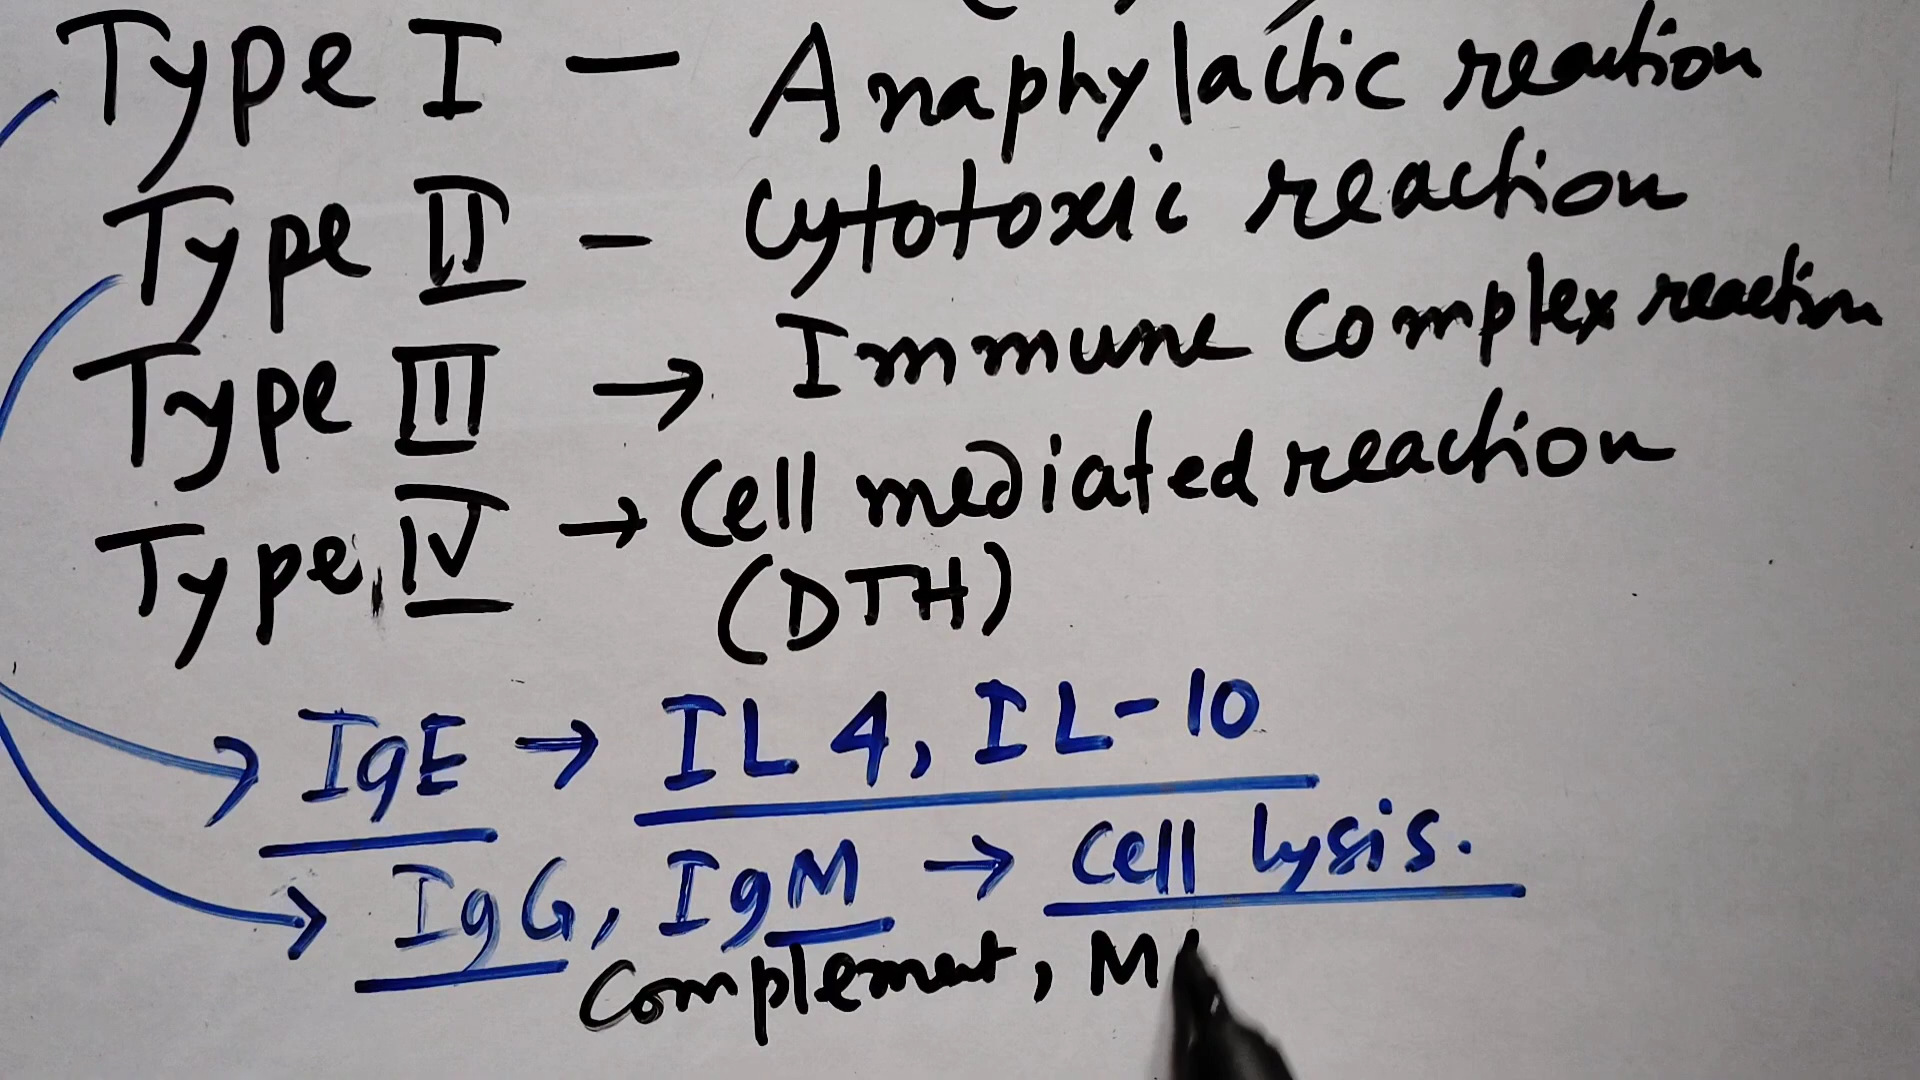 Type I — Anaphylactic reaction
Type II — Cytotoxic reaction
Type III → Immune Complex reaction
Type IV → Cell mediated reaction
(DTH)
IgE → IL 4, IL-10
IgG, IgM → Cell lysis.
Complement, M